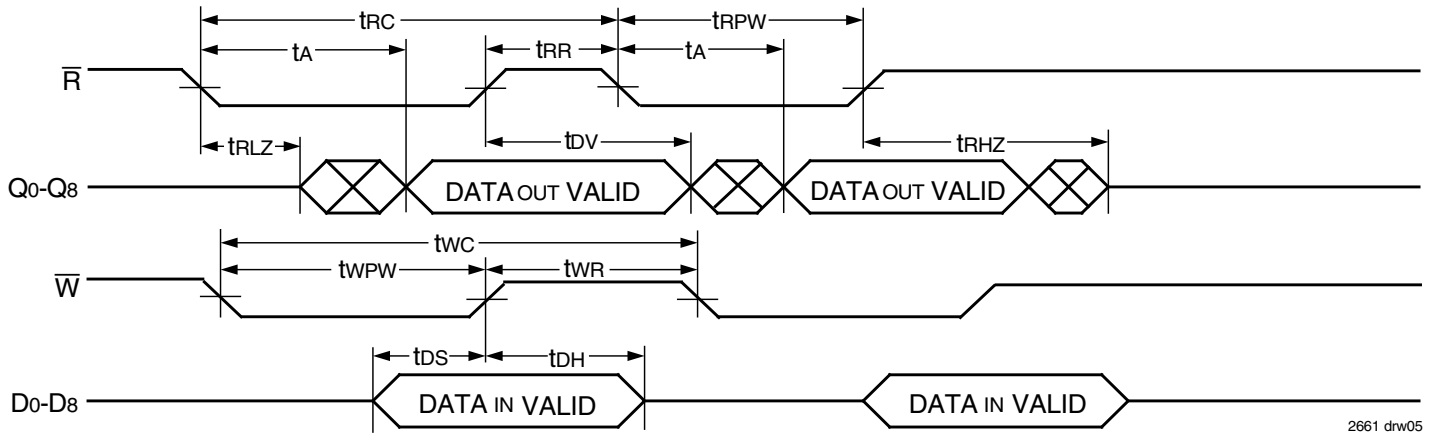 tRC tRPW
tA tRR tA
R̅
tRLZ tDV tRHZ
Q0-Q8 DATA OUT VALID DATA OUT VALID
tWC
tWPW tWR
W̅
tDS tDH
D0-D8 DATA IN VALID DATA IN VALID
2661 drw05